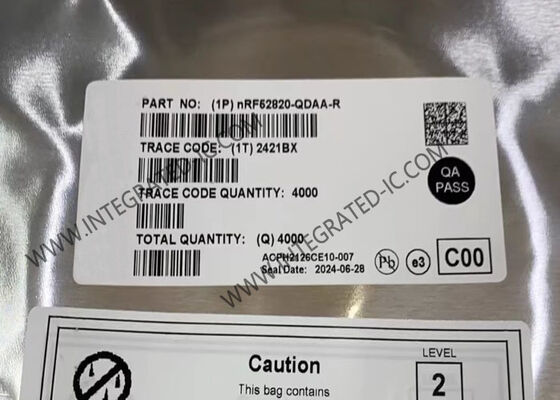 PART NO: (1P) nRF52820-QDAA-R
TRACE CODE: (1T) 2421BX
QA
PASS
TRACE CODE QUANTITY: 4000
TOTAL QUANTITY: (Q) 4000
ACPH2126CE10-007
Seal Date: 2024-06-28
Pb
e3
C00
WWW.INTEGRATED-IC.COM
WWW.INTEGRATED-IC.COM
Caution
This bag contains
LEVEL
2